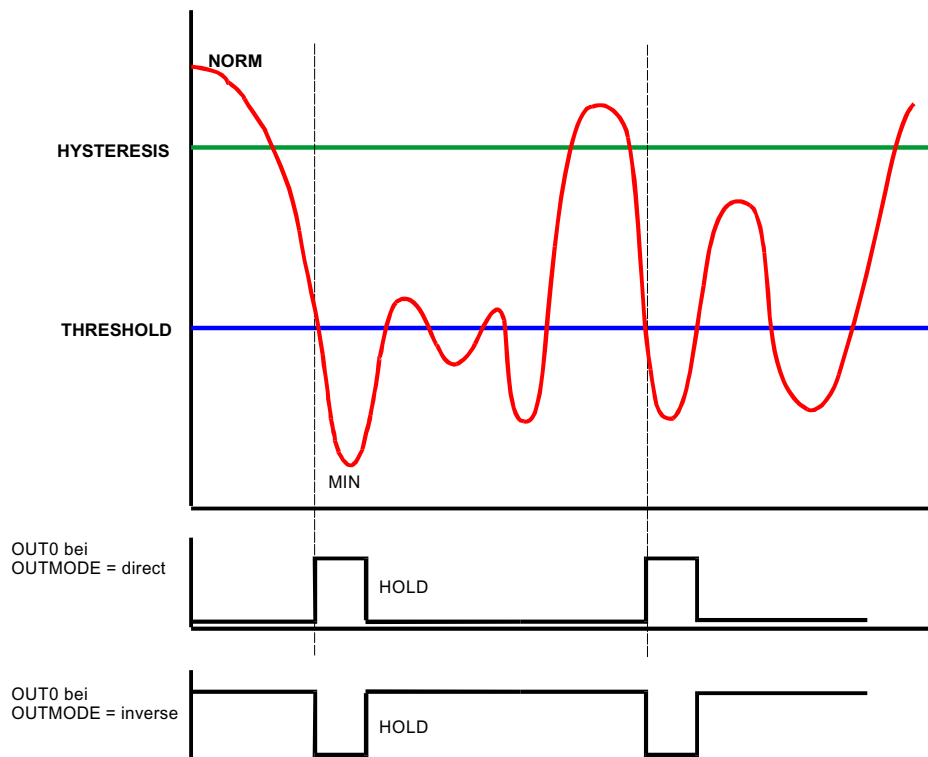 NORM
HYSTERESIS
THRESHOLD
MIN
OUT0 bei
OUTMODE = direct
HOLD
OUT0 bei
OUTMODE = inverse
HOLD